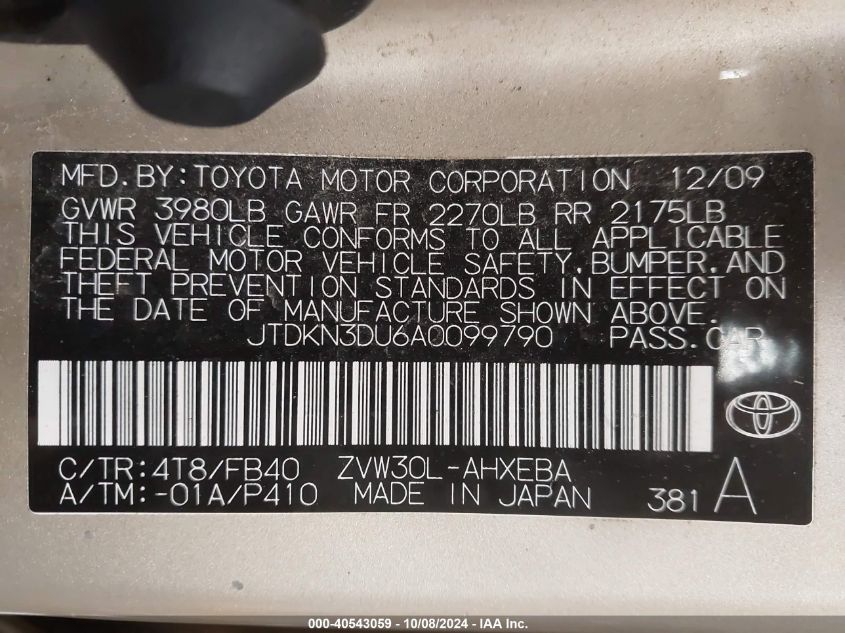 MFD.BY:TOYOTA MOTOR CORPORATION 12/09
GVWR 3980LB GAWR FR 2270LB RR 2175LB
THIS VEHICLE CONFORMS TO ALL APPLICABLE
FEDERAL MOTOR VEHICLE SAFETY,BUMPER,AND
THEFT PREVENTION STANDARDS IN EFFECT ON
THE DATE OF MANUFACTURE SHOWN ABOVE.
JTDKN3DU6A0099790 PASS.CAR
C/TR:4T8/FB40 ZVW30L-AHXEBA
A/TM:-01A/P410 MADE IN JAPAN 381 A
000-40543059 - 10/08/2024 - IAA Inc.